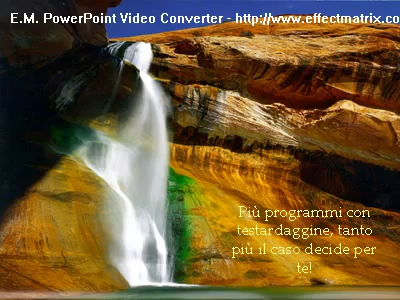 E.M. PowerPoint Video Converter - http://www.effectmatrix.co
Più programmi con
testardaggine, tanto
più il caso decide per
te!